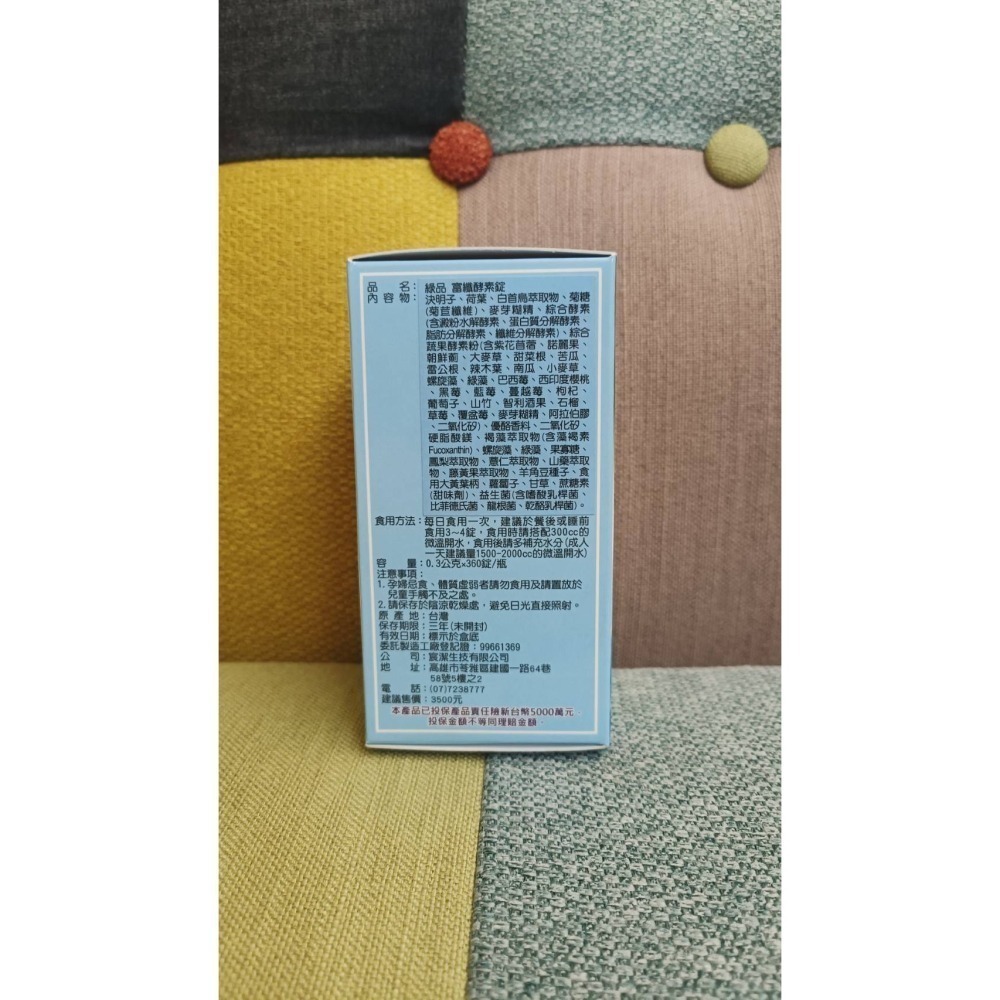 品名：綠品 富纖酵素錠
內容物：決明子、荷葉、白首烏萃取物、菊糖
(菊苣纖維)、麥芽糊精、綜合酵素
(含澱粉水解酵素、蛋白質分解酵素、
脂肪分解酵素、纖維分解酵素)、綜合
蔬果酵素粉(含紫花苜蓿、諾麗果、
朝鮮薊、大麥草、甜菜根、苦瓜、
雷公根、辣木葉、南瓜、小麥草、
螺旋藻、綠藻、巴西莓、西印度櫻桃
、黑莓、藍莓、蔓越莓、枸杞、
葡萄子、山竹、智利酒果、石榴、
草莓、覆盆莓、麥芽糊精、阿拉伯膠
、二氧化矽)、優酪香料、二氧化矽、
硬脂酸鎂、褐藻萃取物(含藻褐素
Fucoxanthin)、螺旋藻、綠藻、果寡糖、
鳳梨萃取物、薏仁萃取物、山藥萃取
物、藤黃果萃取物、羊角豆種子、食
用大黃葉柄、蘿蔔子、甘草、蔗糖素
(甜味劑)、益生菌(含嗜酸乳桿菌、
比菲德氏菌、龍根菌、乾酪乳桿菌)。
食用方法：每日食用一次，建議於餐後或睡前
食用3~4錠，食用時請搭配300cc的
微溫開水，食用後請多補充水分(成人
一天建議量1500-2000cc的微溫開水)
容量：0.3公克×360錠/瓶
注意事項：
1.孕婦忌食、體質虛弱者請勿食用及請置放於
兒童手觸不及之處。
2.請保存於陰涼乾燥處，避免日光直接照射。
原產地：台灣
保存期限：三年(未開封)
有效日期：標示於盒底
委託製造工廠登記證：99661369
公司：宸潔生技有限公司
地址：高雄市苓雅區建國一路64巷
58號5樓之2
電話：(07)7238777
建議售價：3500元
本產品已投保產品責任險新台幣5000萬元，
投保金額不等同理賠金額。